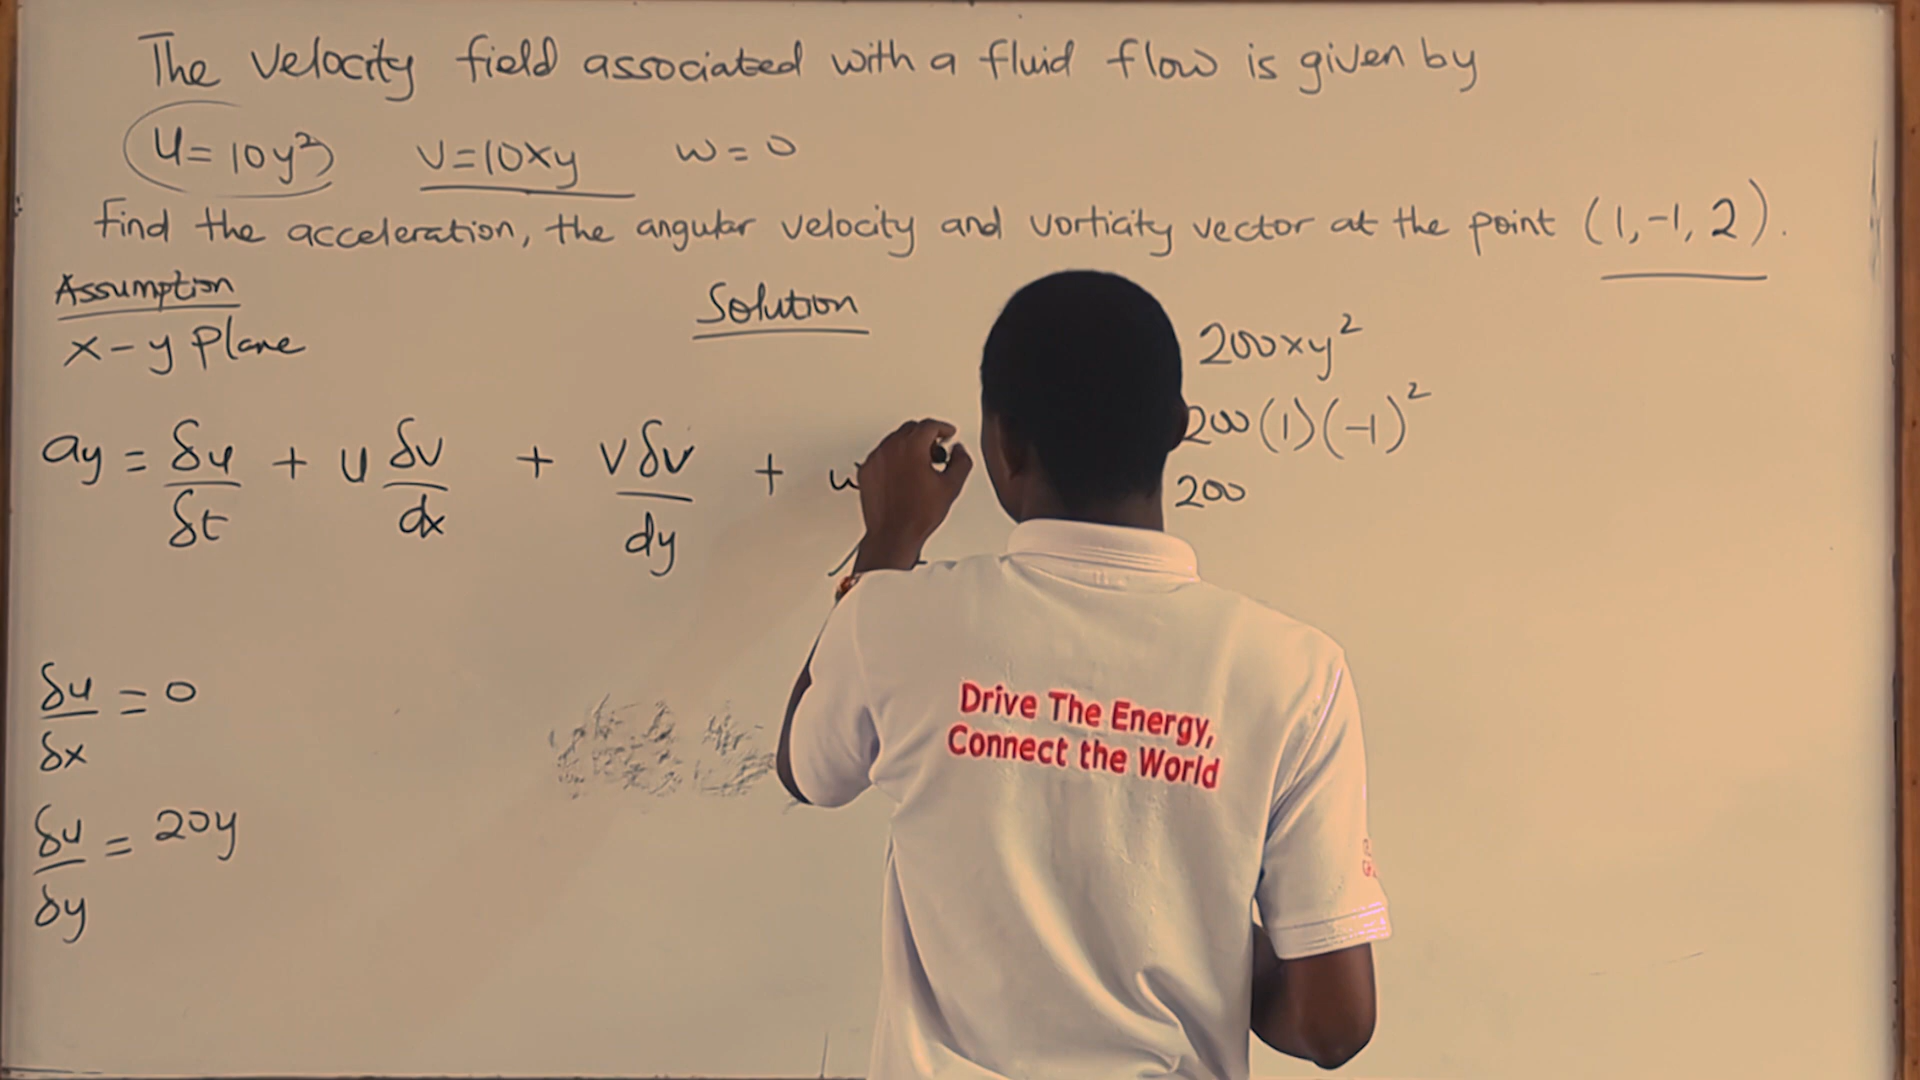 The velocity field associated with a fluid flow is given by
u = 10y² v = 10xy w = 0
find the acceleration, the angular velocity and vorticity vector at the point (1, -1, 2).
Assumption
x - y plane
Solution
200xy²
200(1)(-1)²
200
ay = δu/δt + u δv/dx + v δv/dy + w
δu/δx = 0
δu/δy = 20y
Drive The Energy,
Connect the World